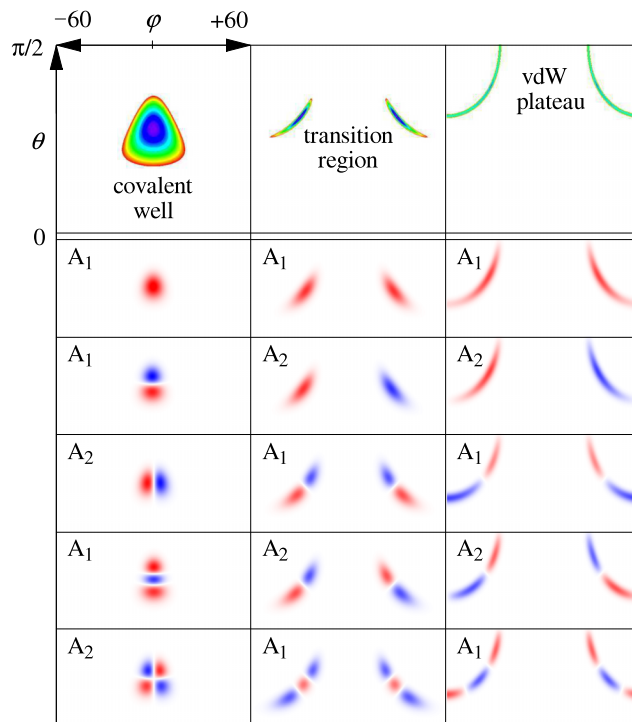 −60 φ +60
π/2
θ
0
covalent
well
transition
region
vdW
plateau
A1 A1 A1
A1 A2 A2
A2 A1 A1
A1 A2 A2
A2 A1 A1